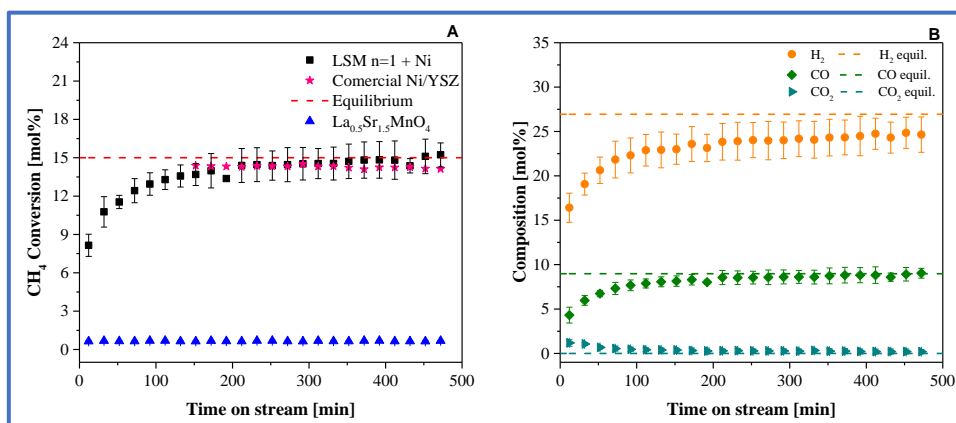 A
24
21
18
15
12
9
6
3
0
CH4 Conversion [mol%]
LSM n=1 + Ni
Comercial Ni/YSZ
Equilibrium
La0.5Sr1.5MnO4
0 100 200 300 400 500
Time on stream [min]
B
35
30
25
20
15
10
5
0
Composition [mol%]
H2 H2 equil.
CO CO equil.
CO2 CO2 equil.
0 100 200 300 400 500
Time on stream [min]